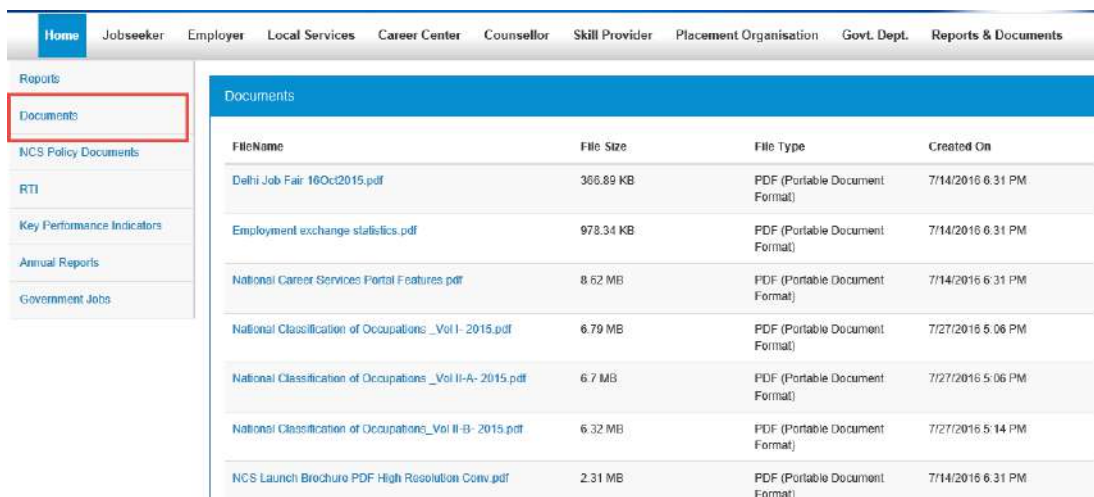 Home Jobseeker Employer Local Services Career Center Counsellor Skill Provider Placement Organisation Govt. Dept. Reports & Documents
Reports
Documents
NCS Policy Documents
RTI
Key Performance Indicators
Annual Reports
Government Jobs
Documents
FileName File Size File Type Created On
Delhi Job Fair 16Oct2015.pdf 366.89 KB PDF (Portable Document 7/14/2016 6:31 PM
Format)
Employment exchange statistics.pdf 978.34 KB PDF (Portable Document 7/14/2016 6:31 PM
Format)
National Career Services Portal Features.pdf 8.62 MB PDF (Portable Document 7/14/2016 6:31 PM
Format)
National Classification of Occupations _Vol I- 2015.pdf 6.79 MB PDF (Portable Document 7/27/2016 5:06 PM
Format)
National Classification of Occupations _Vol II-A- 2015.pdf 6.7 MB PDF (Portable Document 7/27/2016 5:06 PM
Format)
National Classification of Occupations_Vol II-B- 2015.pdf 6.32 MB PDF (Portable Document 7/27/2016 5:14 PM
Format)
NCS Launch Brochure PDF High Resolution Conv.pdf 2.31 MB PDF (Portable Document 7/14/2016 6:31 PM
Format)